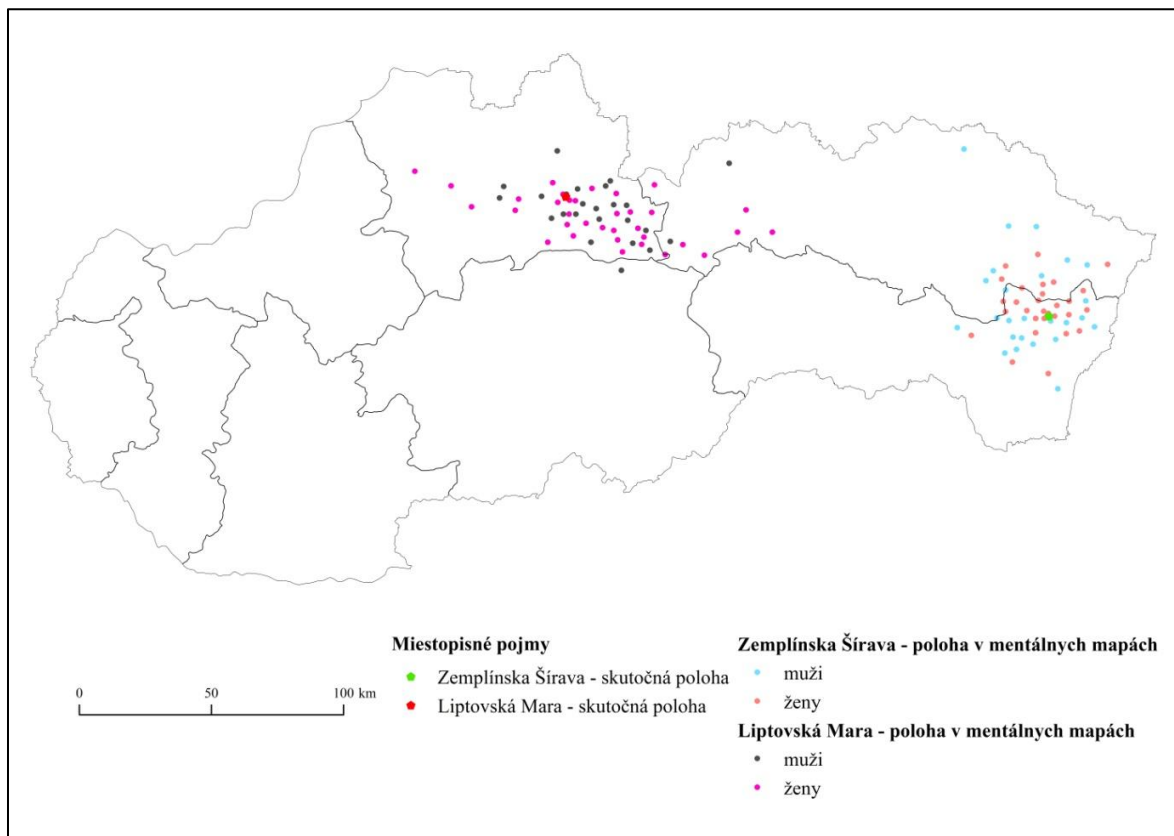 Miestopisné pojmy
Zemplínska Šírava - skutočná poloha
Liptovská Mara - skutočná poloha
0 50 100 km
Zemplínska Šírava - poloha v mentálnych mapách
muži
ženy
Liptovská Mara - poloha v mentálnych mapách
muži
ženy